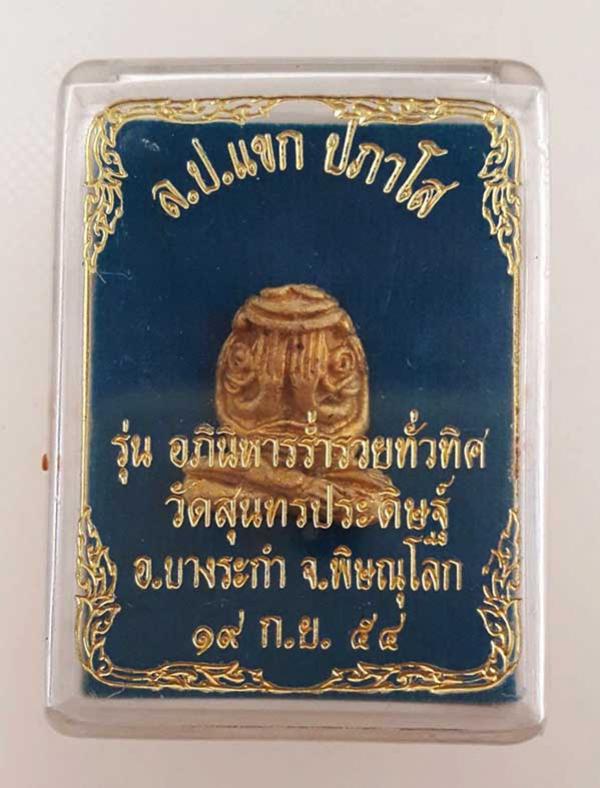 ล.ป.แขก ปภาโส
รุ่น อภินิหารร่ำรวยทั่วทิศ
วัดสุนทรประดิษฐ์
อ.บางระกำ จ.พิษณุโลก
๑๙ ก.ย. ๕๔